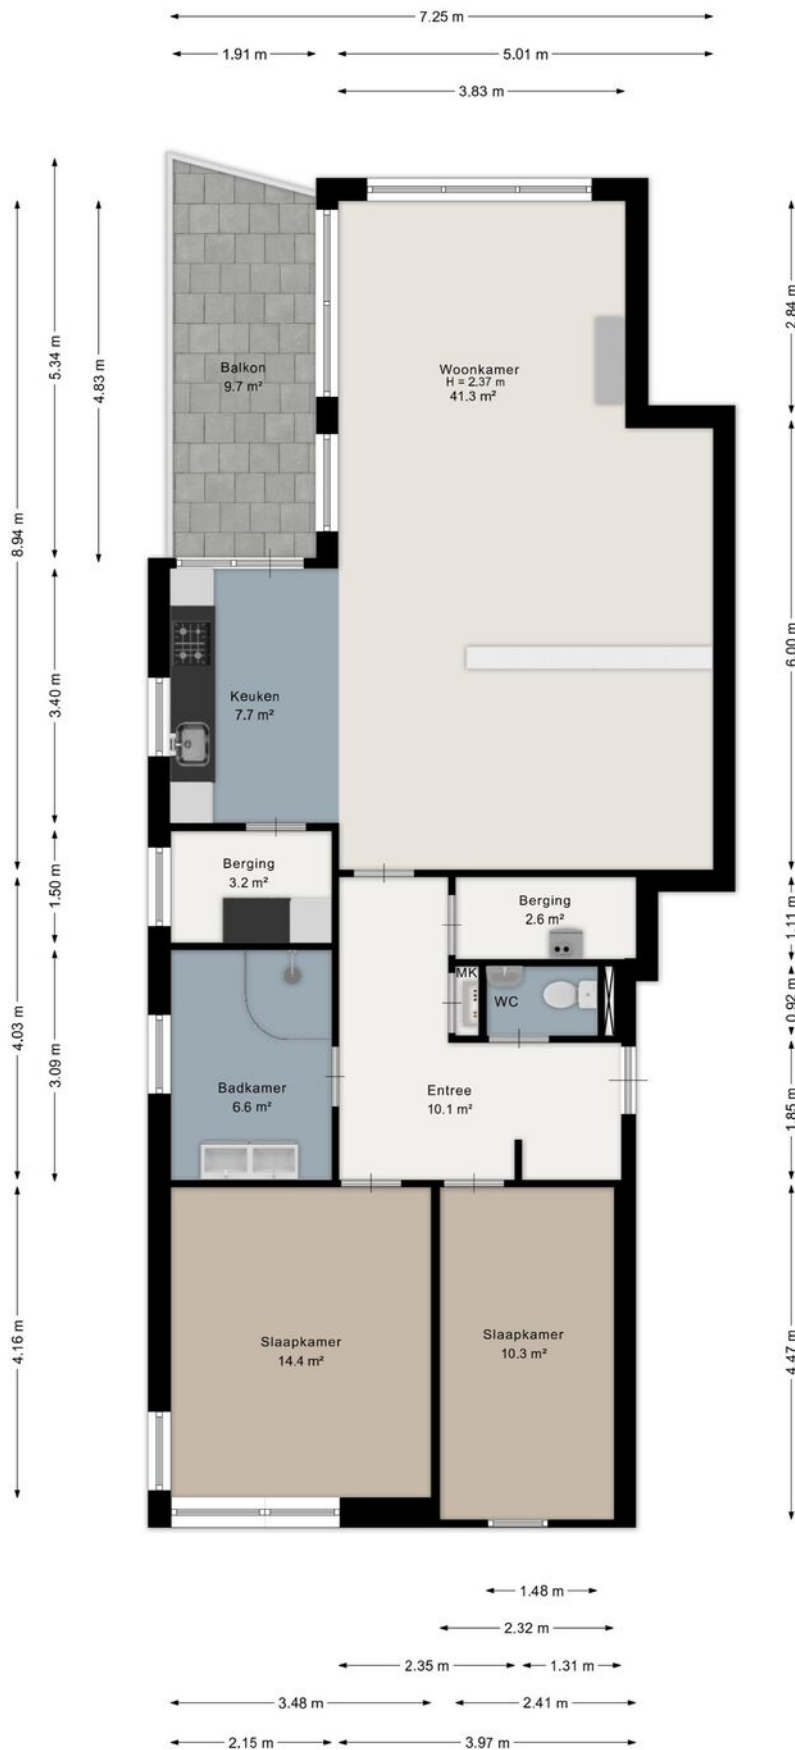 7.25 m
1.91 m
5.01 m
3.83 m
5.34 m
8.94 m
4.83 m
2.84 m
Balkon
9.7 m²
Woonkamer
H = 2.37 m
41.3 m²
6.00 m
3.40 m
Keuken
7.7 m²
1.50 m
Berging
3.2 m²
Berging
2.6 m²
1.11 m
MK
WC
0.92 m
4.03 m
3.09 m
Badkamer
6.6 m²
Entree
10.1 m²
1.85 m
4.16 m
Slaapkamer
14.4 m²
Slaapkamer
10.3 m²
4.47 m
1.48 m
2.32 m
2.35 m
1.31 m
3.48 m
2.41 m
2.15 m
3.97 m